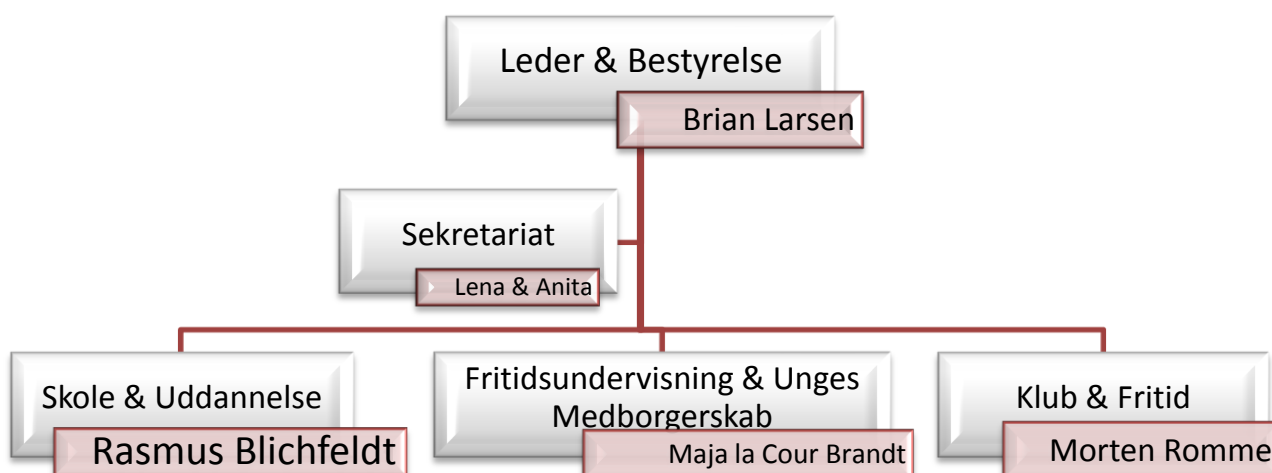 Leder & Bestyrelse
Brian Larsen
Sekretariat
Lena & Anita
Skole & Uddannelse
Rasmus Blichfeldt
Fritidsundervisning & Unges
Medborgerskab
Maja la Cour Brandt
Klub & Fritid
Morten Romme